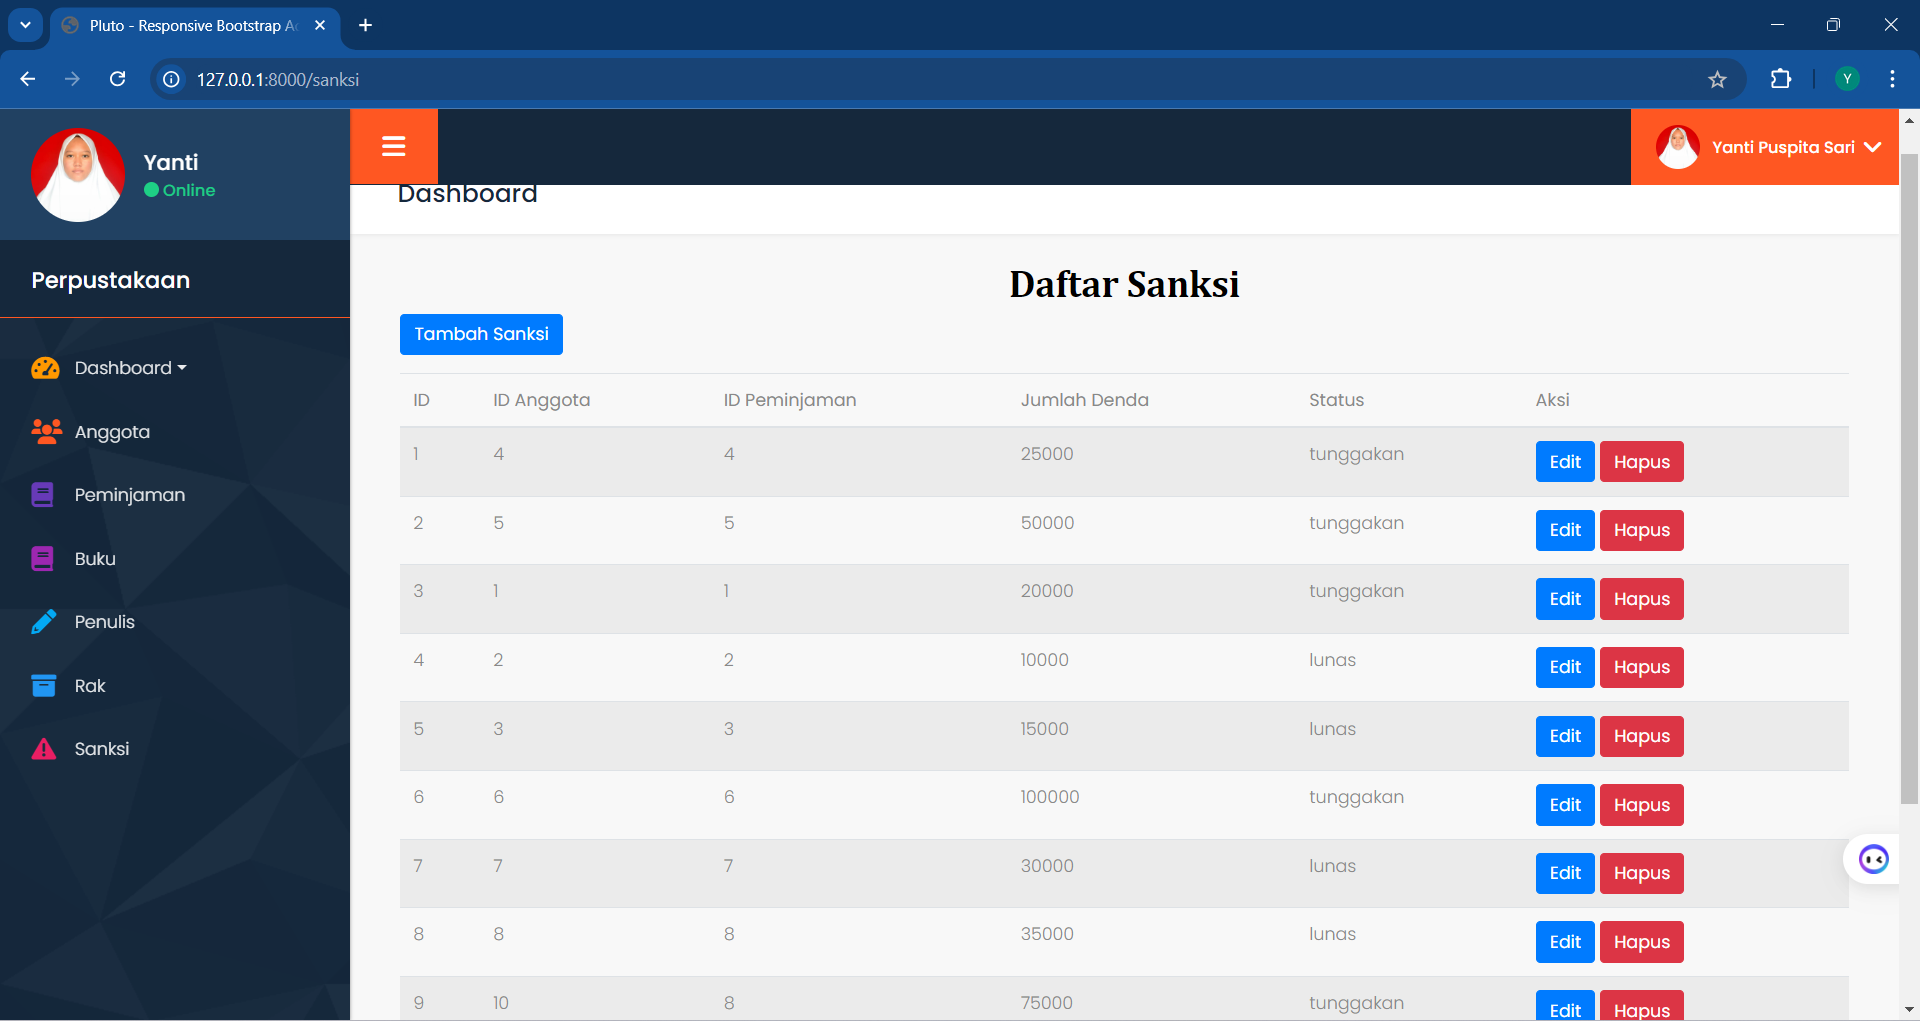 Pluto - Responsive Bootstrap Ac
127.0.0.1:8000/sanksi
Y
Yanti
Online
Yanti Puspita Sari
Perpustakaan
Dashboard
Anggota
Peminjaman
Buku
Penulis
Rak
Sanksi
Dashboard
Daftar Sanksi
Tambah Sanksi
ID ID Anggota ID Peminjaman Jumlah Denda Status Aksi
1 4 4 25000 tunggakan Edit Hapus
2 5 5 50000 tunggakan Edit Hapus
3 1 1 20000 tunggakan Edit Hapus
4 2 2 10000 lunas Edit Hapus
5 3 3 15000 lunas Edit Hapus
6 6 6 100000 tunggakan Edit Hapus
7 7 7 30000 lunas Edit Hapus
8 8 8 35000 lunas Edit Hapus
9 10 8 75000 tunggakan Edit Hapus